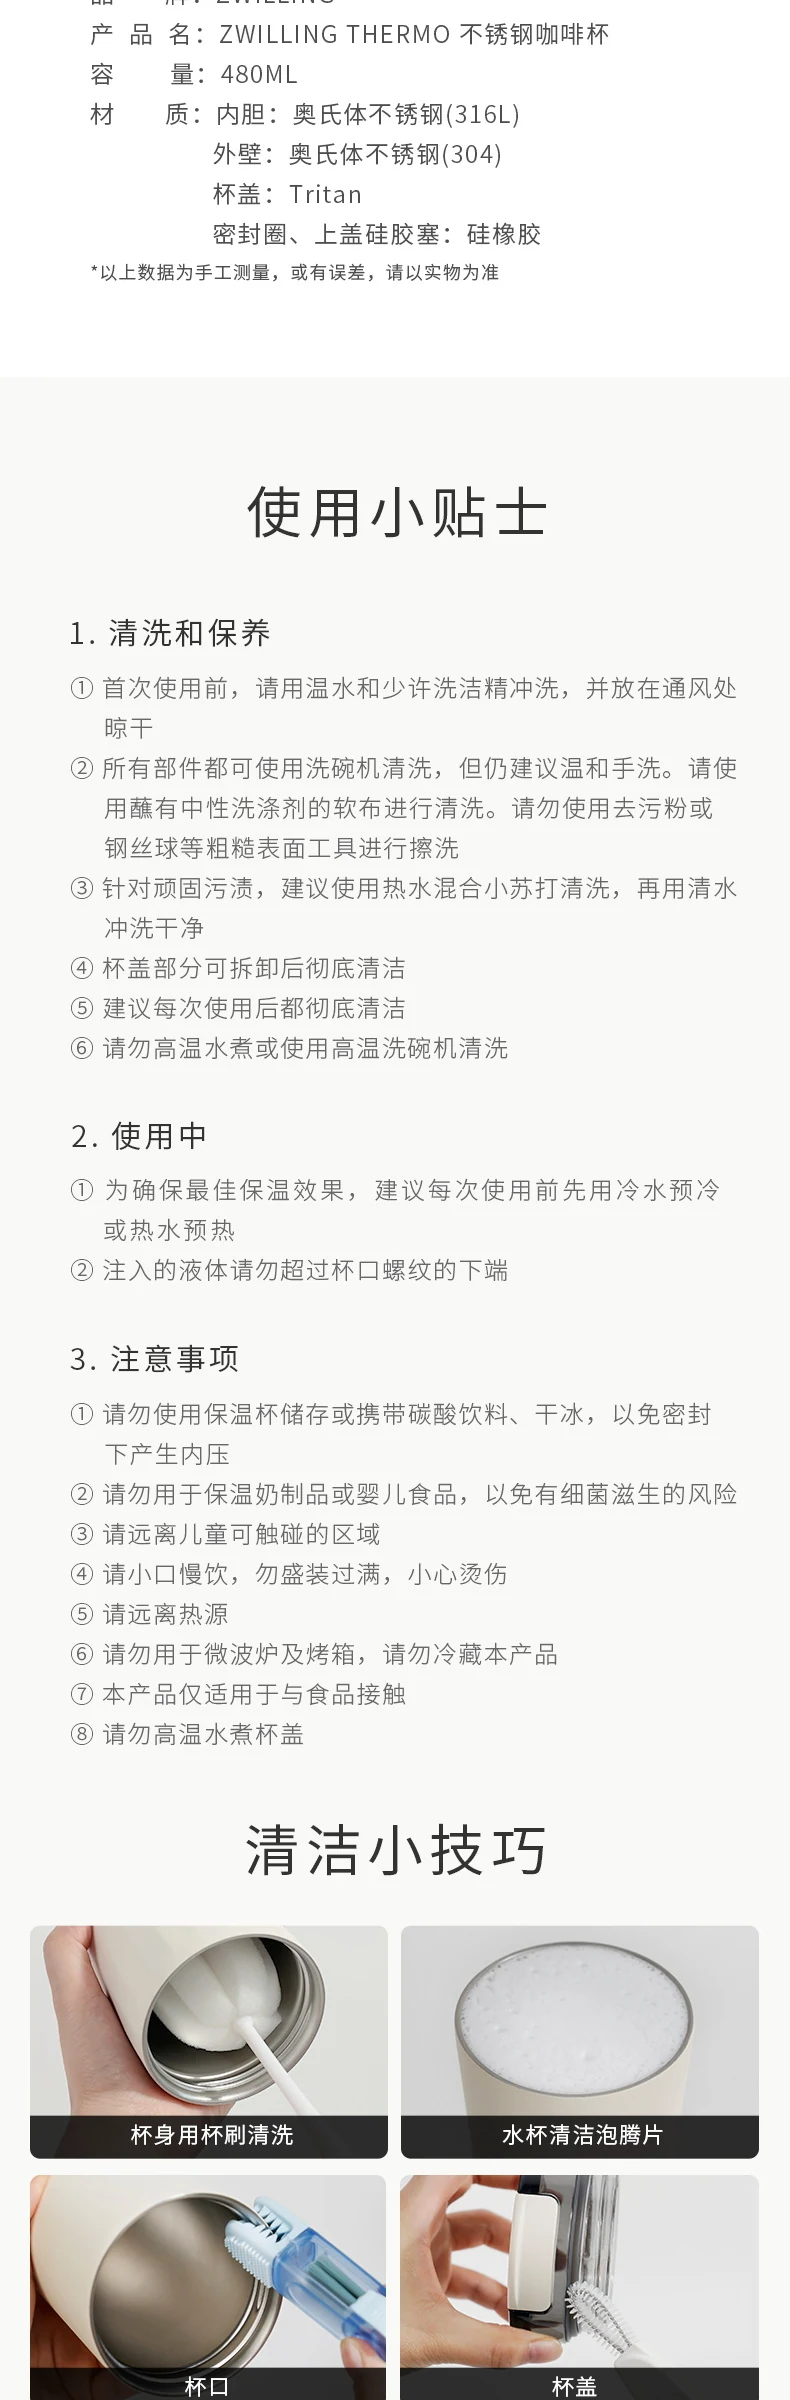 产 品 名：ZWILLING THERMO 不锈钢咖啡杯
容 量：480ML
材 质：内胆：奥氏体不锈钢(316L)
外壁：奥氏体不锈钢(304)
杯盖：Tritan
密封圈、上盖硅胶塞：硅橡胶
*以上数据为手工测量，或有误差，请以实物为准
使用小贴士
1. 清洗和保养
① 首次使用前，请用温水和少许洗洁精冲洗，并放在通风处
晾干
② 所有部件都可使用洗碗机清洗，但仍建议温和手洗。请使
用蘸有中性洗涤剂的软布进行清洗。请勿使用去污粉或
钢丝球等粗糙表面工具进行擦洗
③ 针对顽固污渍，建议使用热水混合小苏打清洗，再用清水
冲洗干净
④ 杯盖部分可拆卸后彻底清洁
⑤ 建议每次使用后都彻底清洁
⑥ 请勿高温水煮或使用高温洗碗机清洗
2. 使用中
① 为确保最佳保温效果，建议每次使用前先用冷水预冷
或热水预热
② 注入的液体请勿超过杯口螺纹的下端
3. 注意事项
① 请勿使用保温杯储存或携带碳酸饮料、干冰，以免密封
下产生内压
② 请勿用于保温奶制品或婴儿食品，以免有细菌滋生的风险
③ 请远离儿童可触碰的区域
④ 请小口慢饮，勿盛装过满，小心烫伤
⑤ 请远离热源
⑥ 请勿用于微波炉及烤箱，请勿冷藏本产品
⑦ 本产品仅适用于与食品接触
⑧ 请勿高温水煮杯盖
清洁小技巧
杯身用杯刷清洗
水杯清洁泡腾片
杯口
杯盖